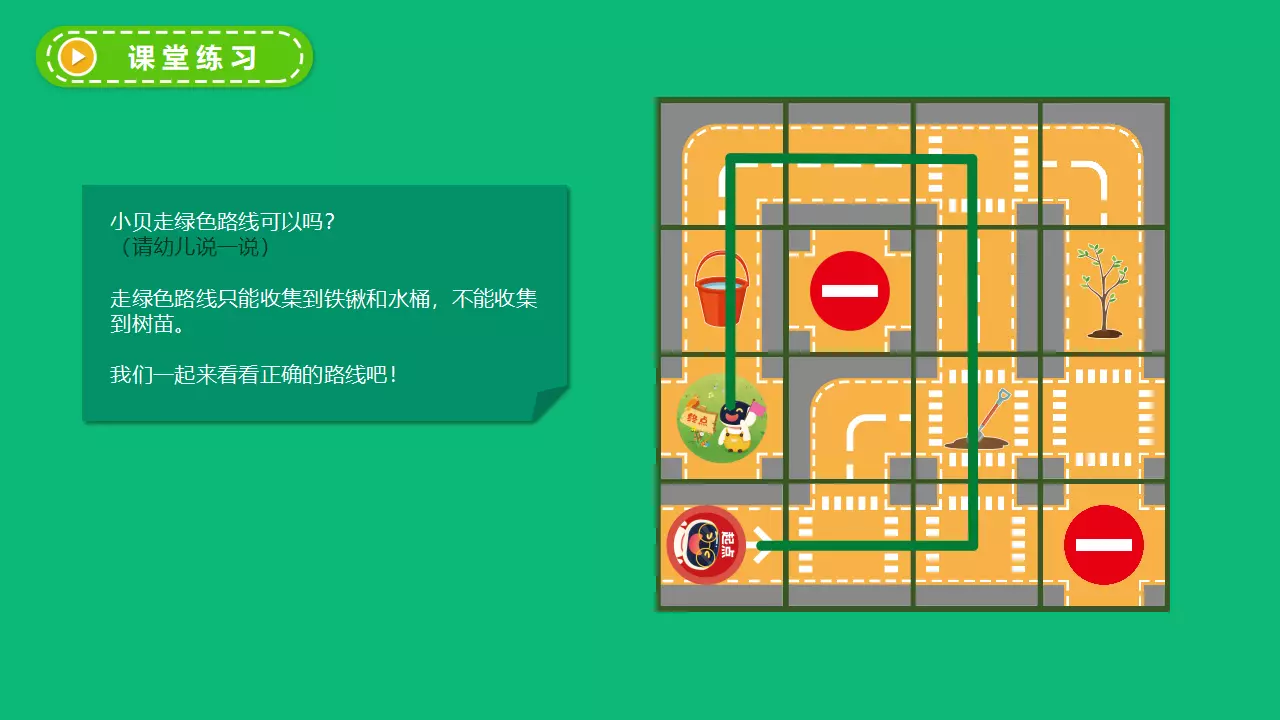 课堂练习
小贝走绿色路线可以吗？
（请幼儿说一说）
走绿色路线只能收集到铁锹和水桶，不能收集
到树苗。
我们一起来看看正确的路线吧！
终点
起点